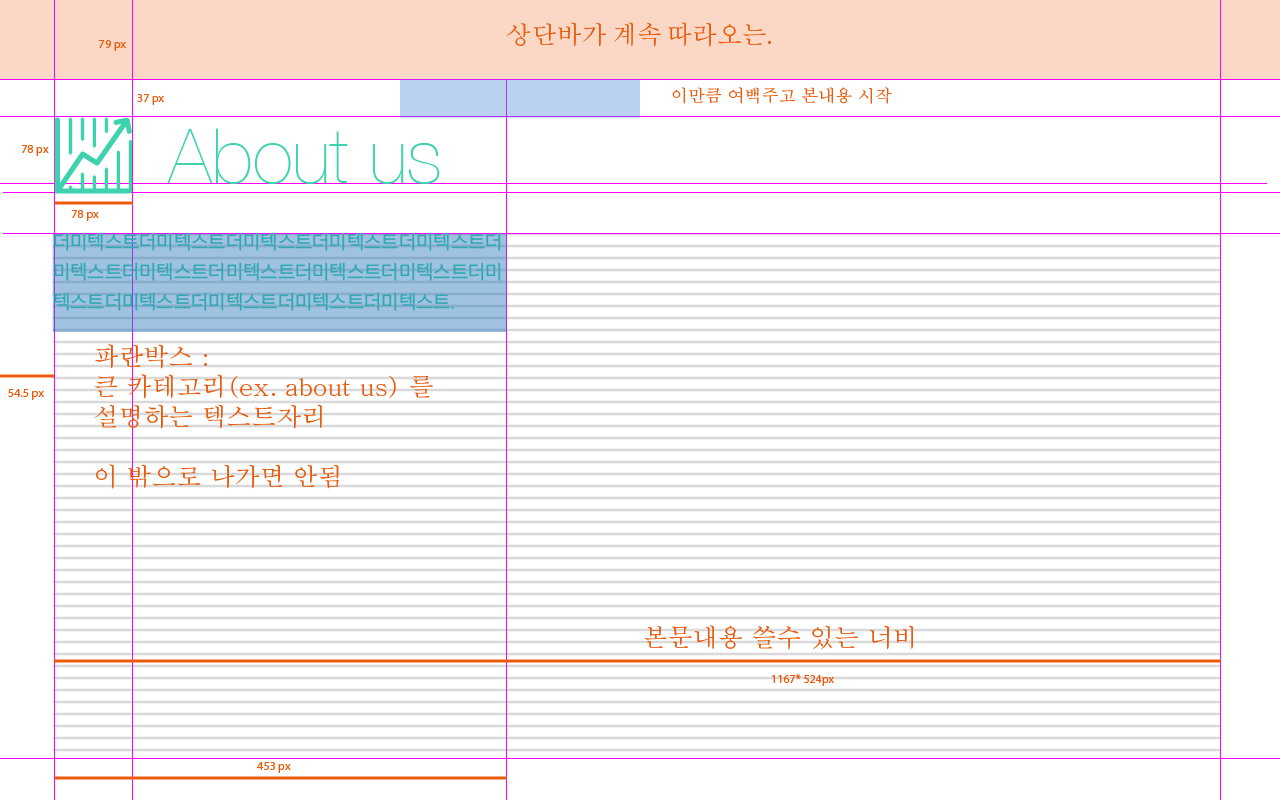 상단바가 계속 따라오는.
79 px
37 px
이만큼 여백주고 본내용 시작
78 px
About us
78 px
더미텍스트더미텍스트더미텍스트더미텍스트더미텍스트더
미텍스트더미텍스트더미텍스트더미텍스트더미텍스트더미
텍스트더미텍스트더미텍스트더미텍스트더미텍스트.
파란박스 :
큰 카테고리(ex. about us) 를
설명하는 텍스트자리
54.5 px
이 밖으로 나가면 안됨
본문내용 쓸수 있는 너비
1167* 524px
453 px